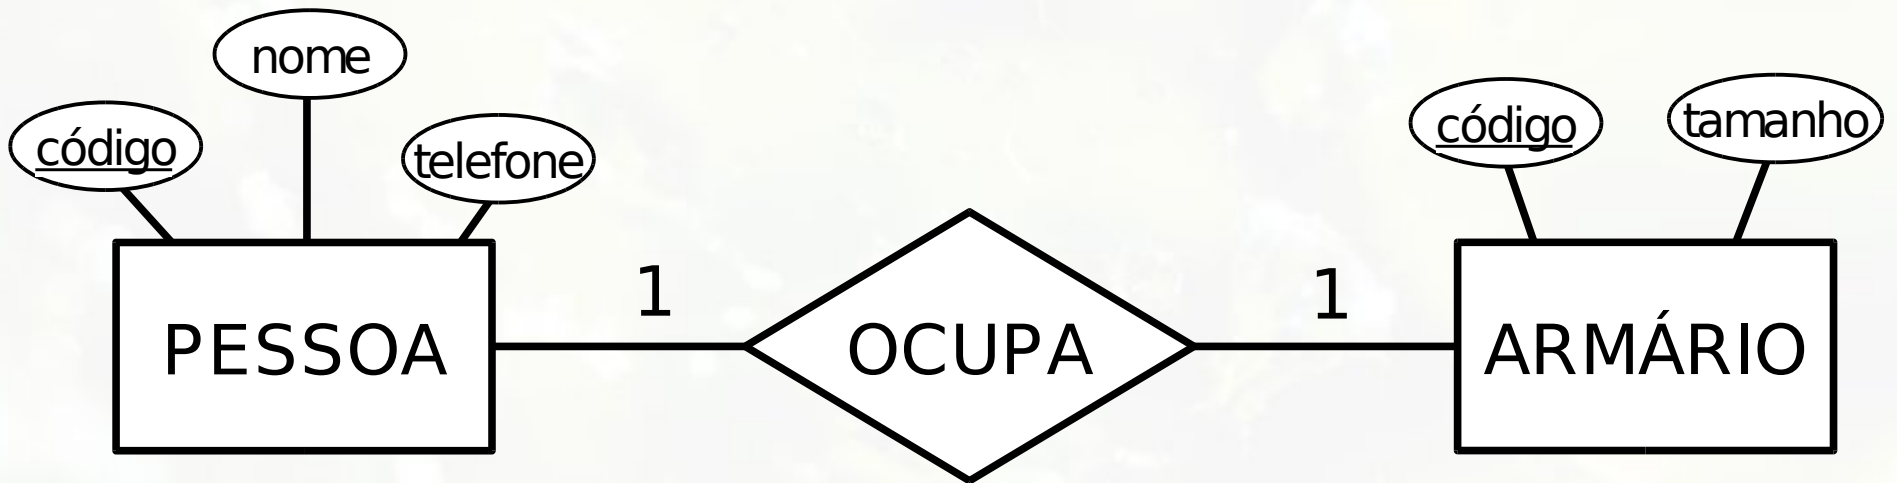 nome
código
telefone
código
tamanho
PESSOA
1
OCUPA
1
ARMÁRIO